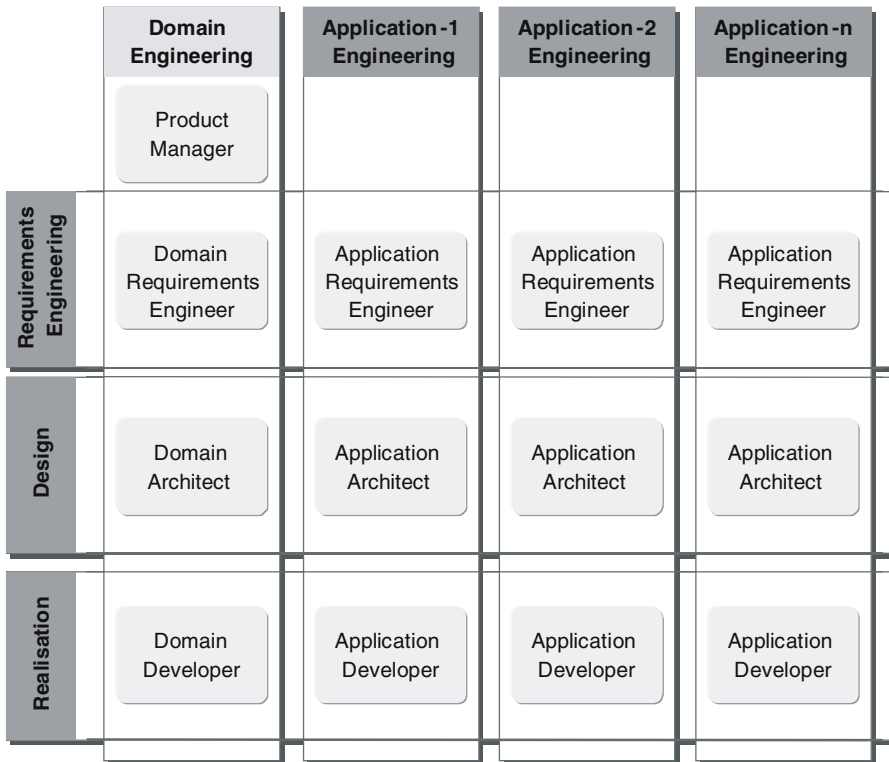 Domain
Engineering
Application-1
Engineering
Application-2
Engineering
Application-n
Engineering
Product
Manager
Requirements
Engineering
Domain
Requirements
Engineer
Application
Requirements
Engineer
Application
Requirements
Engineer
Application
Requirements
Engineer
Design
Domain
Architect
Application
Architect
Application
Architect
Application
Architect
Realisation
Domain
Developer
Application
Developer
Application
Developer
Application
Developer